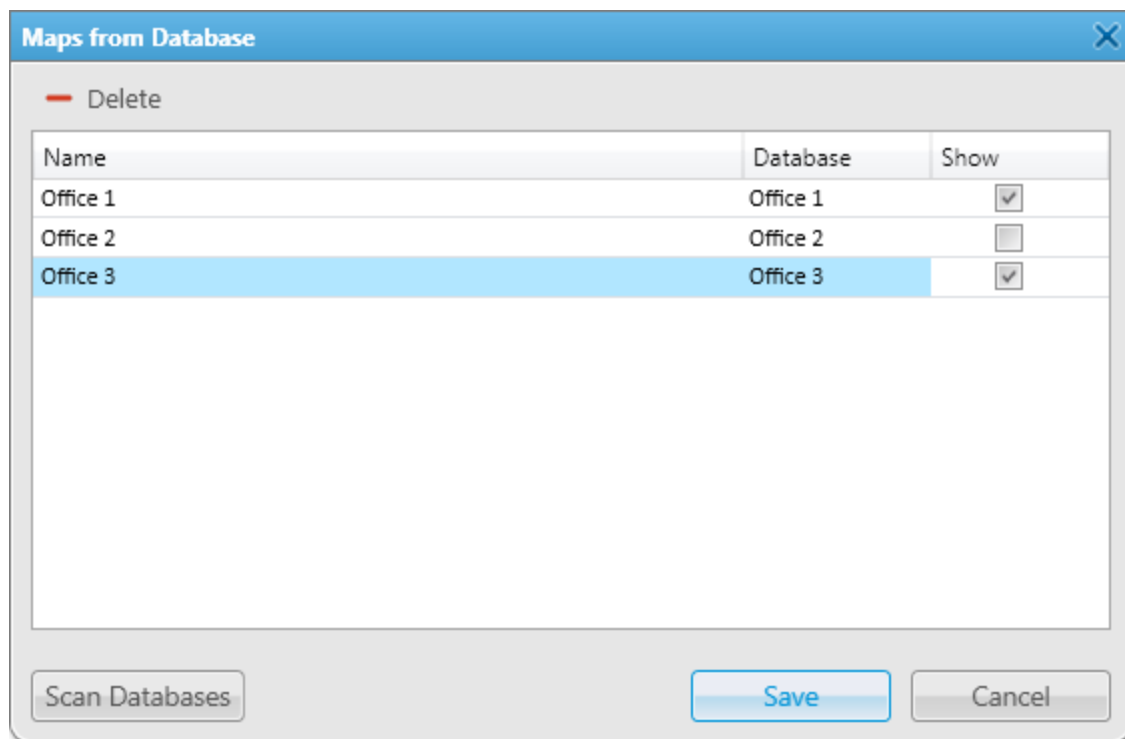 Maps from Database
Delete
Name Database Show
Office 1 Office 1
Office 2 Office 2
Office 3 Office 3
Scan Databases Save Cancel